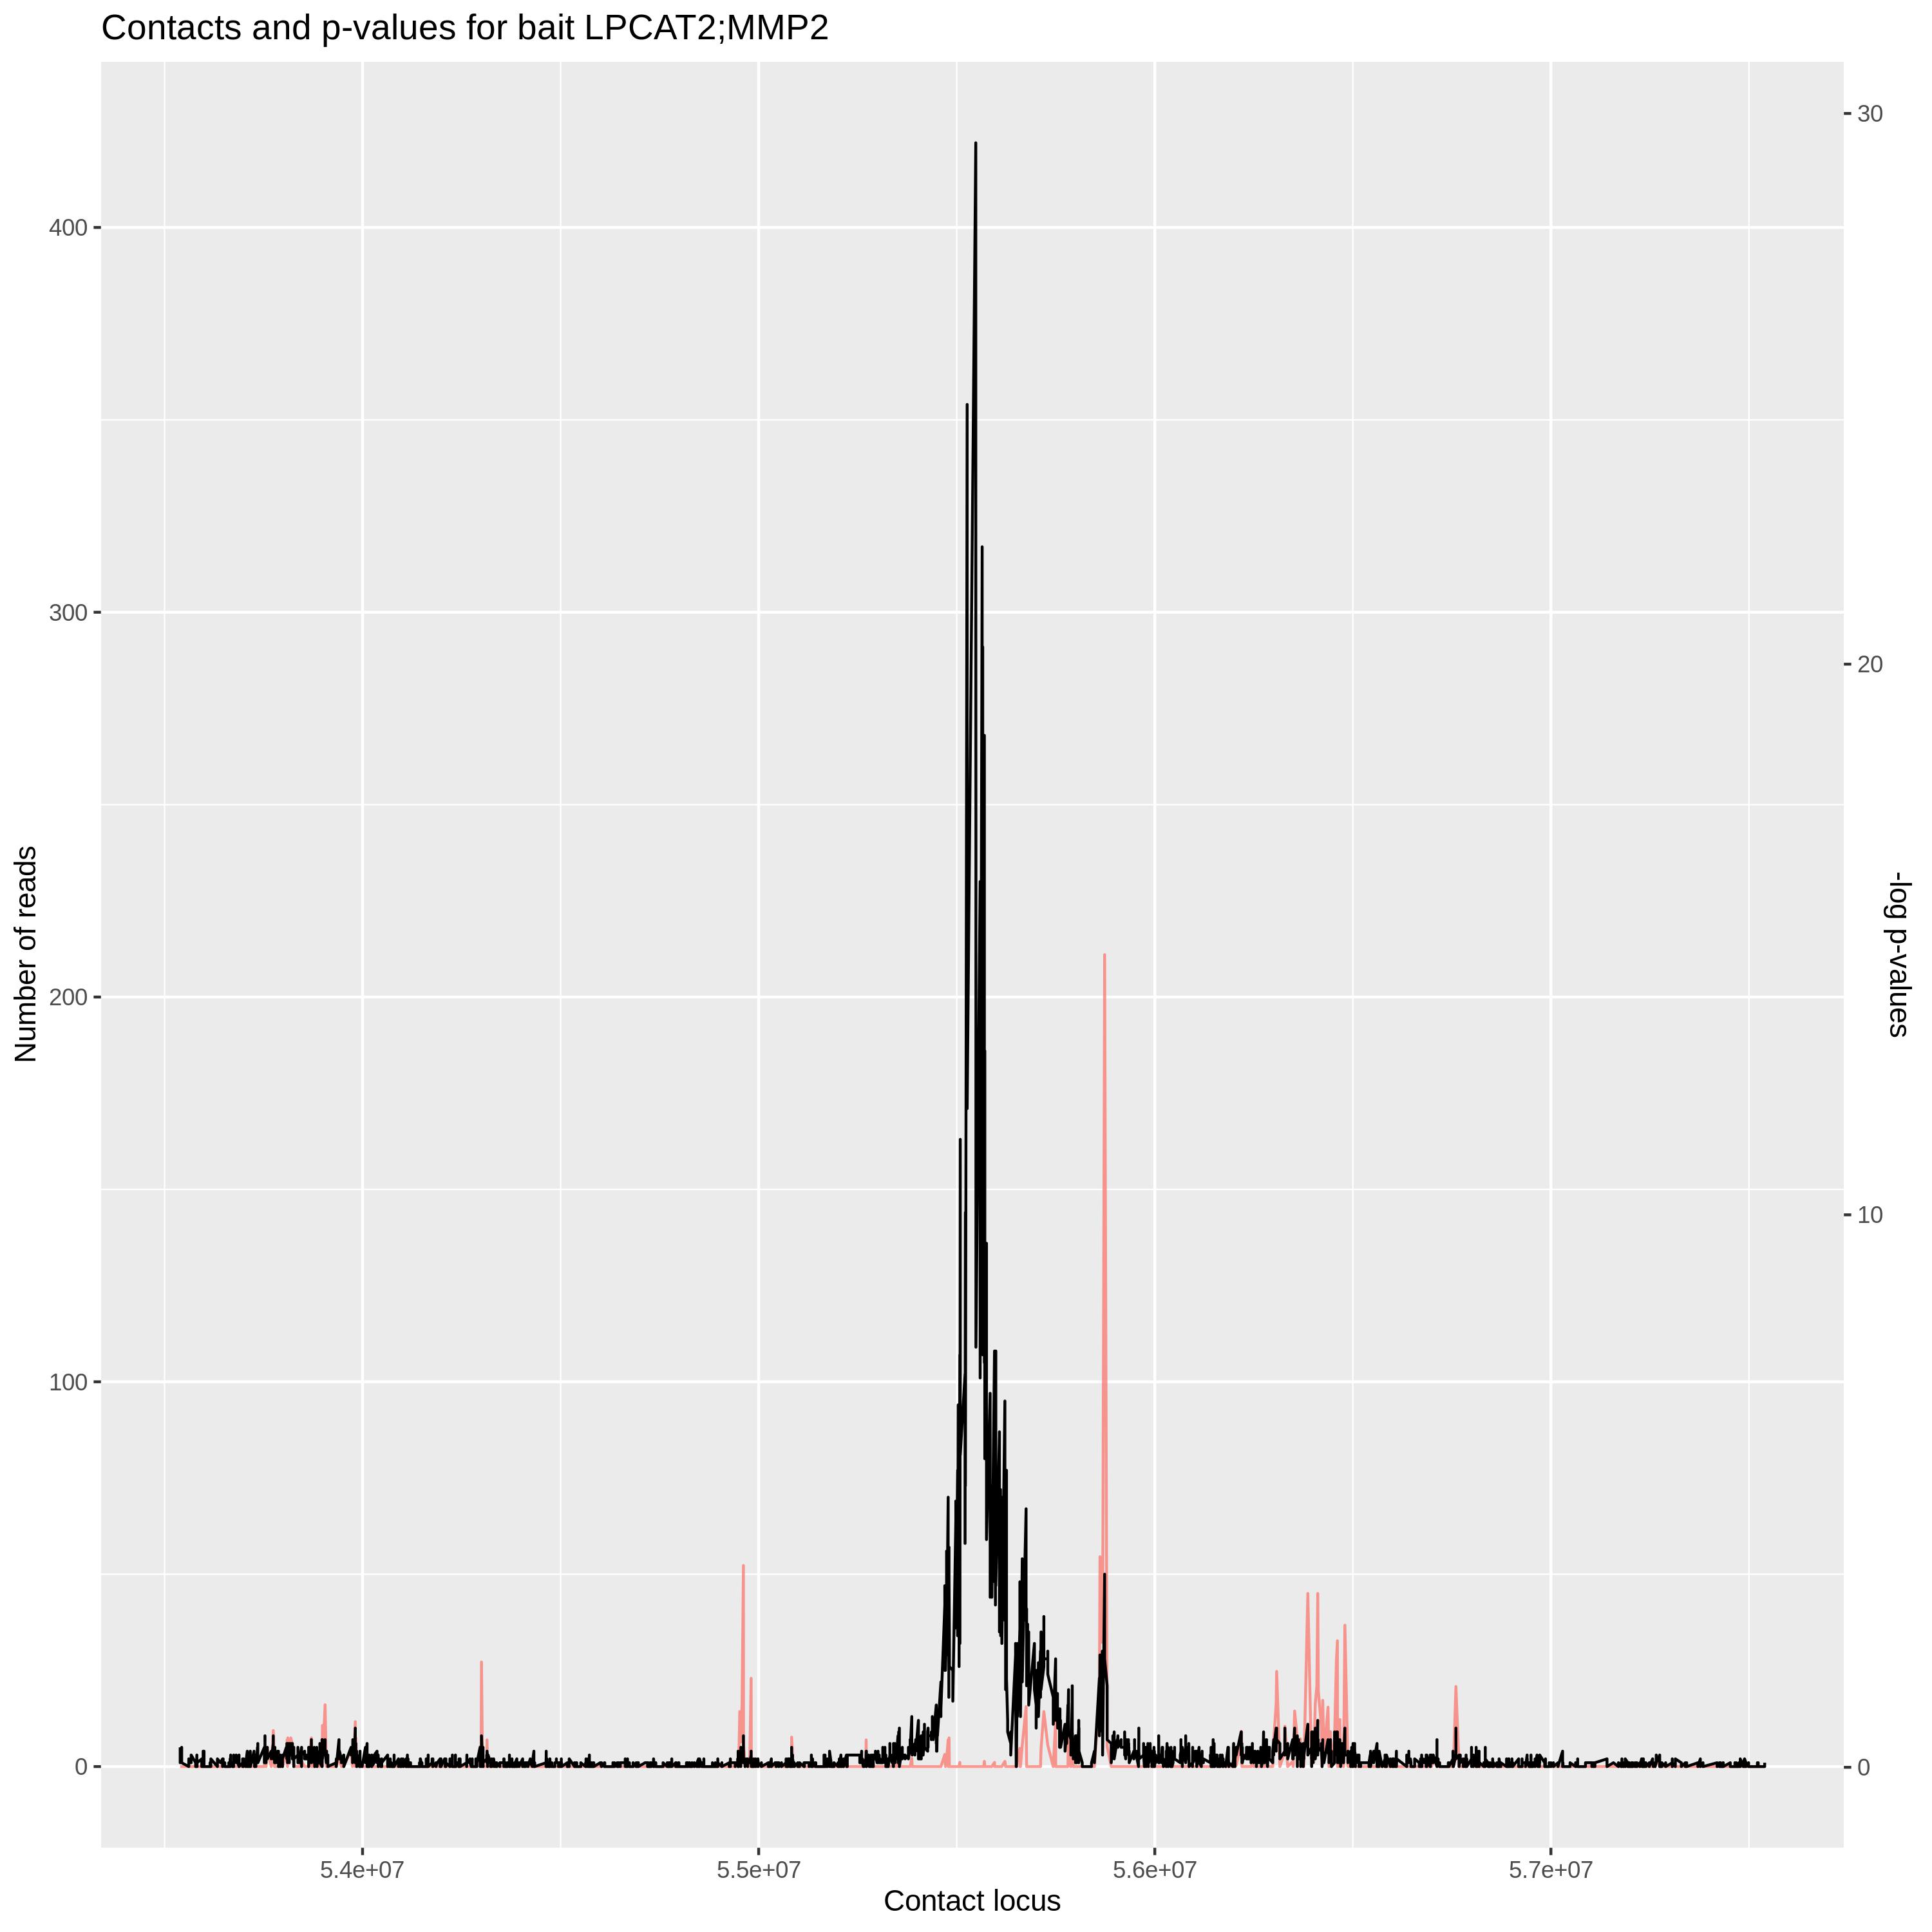 Contacts and p-values for bait LPCAT2;MMP2
Number of reads
400
300
200
100
0
30
20
10
0
-log p-values
5.4e+07
5.5e+07
5.6e+07
5.7e+07
Contact locus